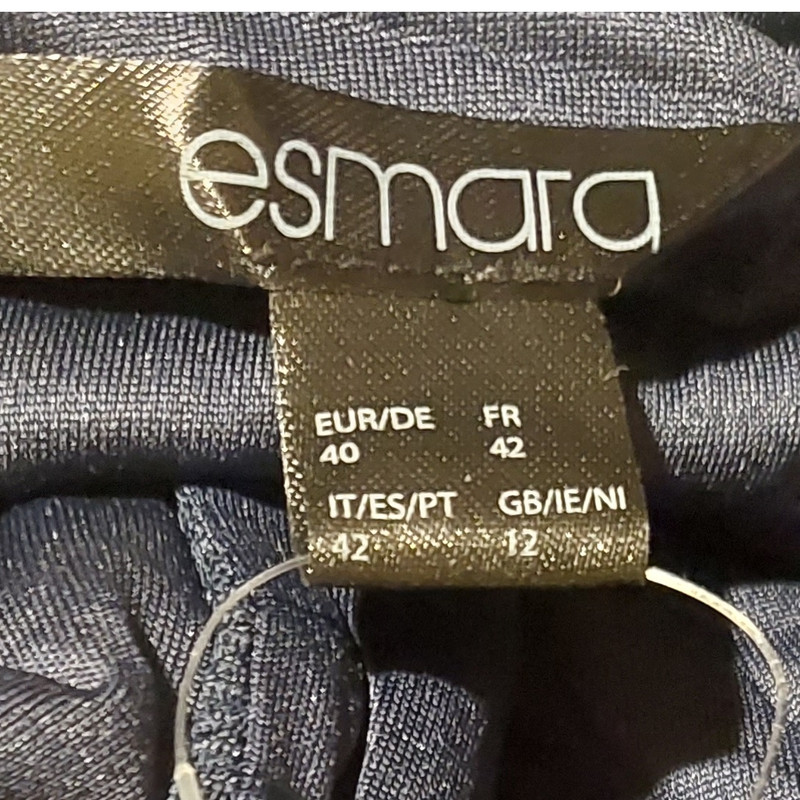 esmara
EUR/DE FR
40 42
IT/ES/PT GB/IE/NI
42 12